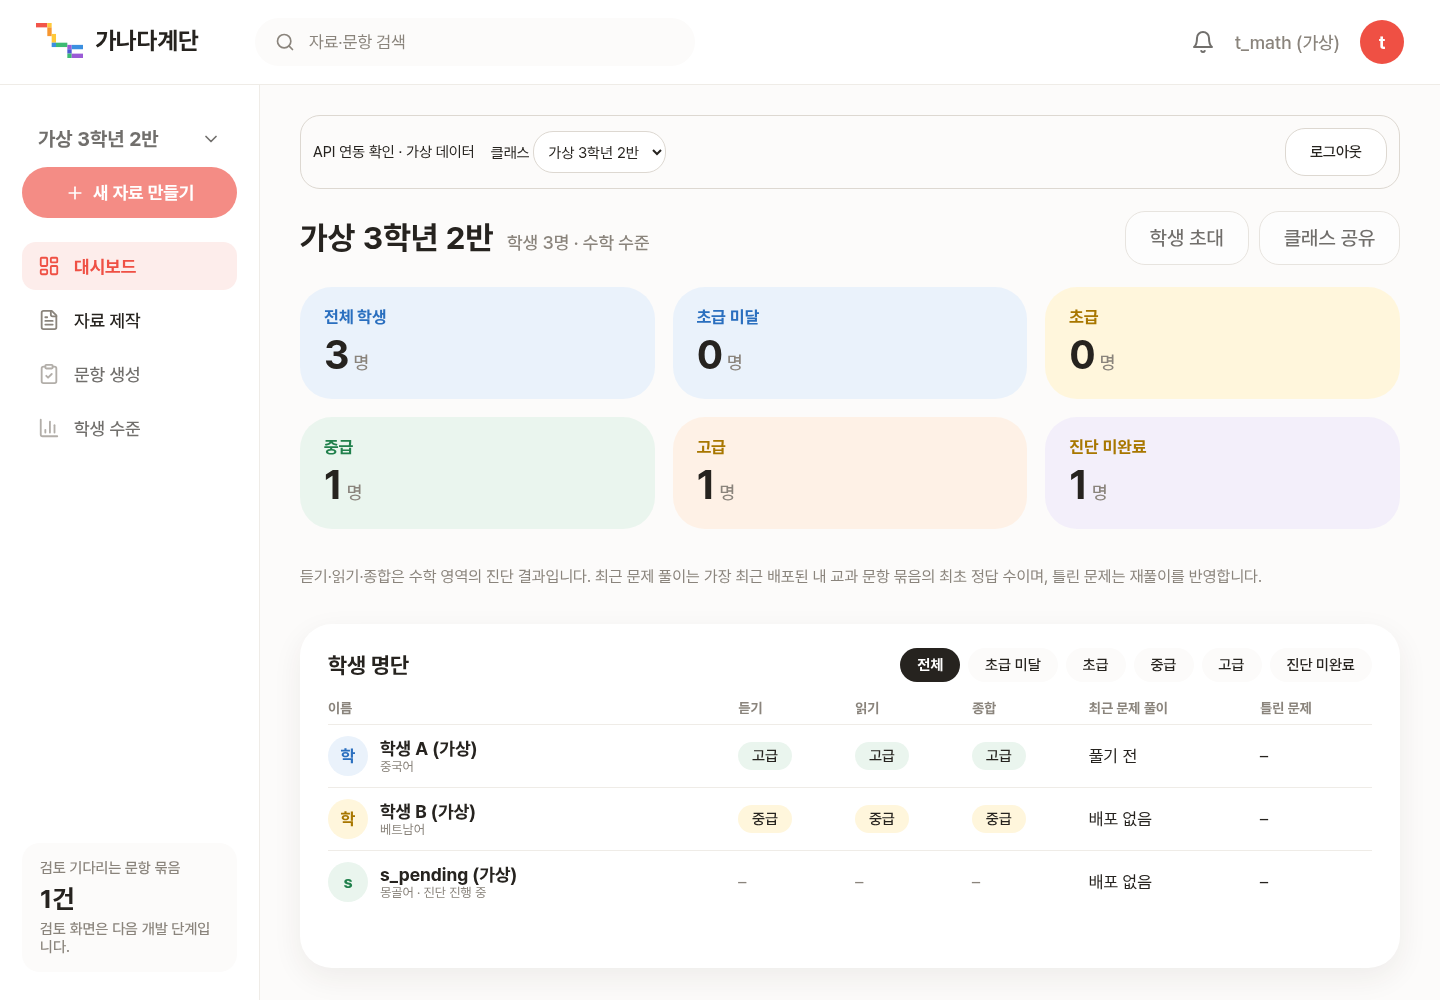 가나다계단
자료·문항 검색
t_math (가상)
t
가상 3학년 2반
새 자료 만들기
대시보드
자료 제작
문항 생성
학생 수준
검토 기다리는 문항 묶음
1건
검토 화면은 다음 개발 단계입
니다.
API 연동 확인 · 가상 데이터 클래스 가상 3학년 2반 로그아웃
가상 3학년 2반 가상 3명 · 수학 수준 학생 초대 클래스 공유
전체 학생
3 명
초급 미달
0 명
초급
0 명
중급
1 명
고급
1 명
진단 미완료
1 명
듣기·읽기·종합은 수학 영역의 진단 결과입니다. 최근 문제 풀이는 가장 최근 배포된 내 교과 문항 묶음의 최초 정답 수이며, 틀린 문제는 재풀이를 반영합니다.
학생 명단 전체 초급 미달 초급 중급 고급 진단 미완료
이름 듣기 읽기 종합 최근 문제 풀이 틀린 문제
학 학생 A (가상) 고급 고급 고급 풀기 전 –
중국어
학 학생 B (가상) 중급 중급 중급 배포 없음 –
베트남어
s s_pending (가상) – – – 배포 없음 –
몽골어 · 진단 진행 중